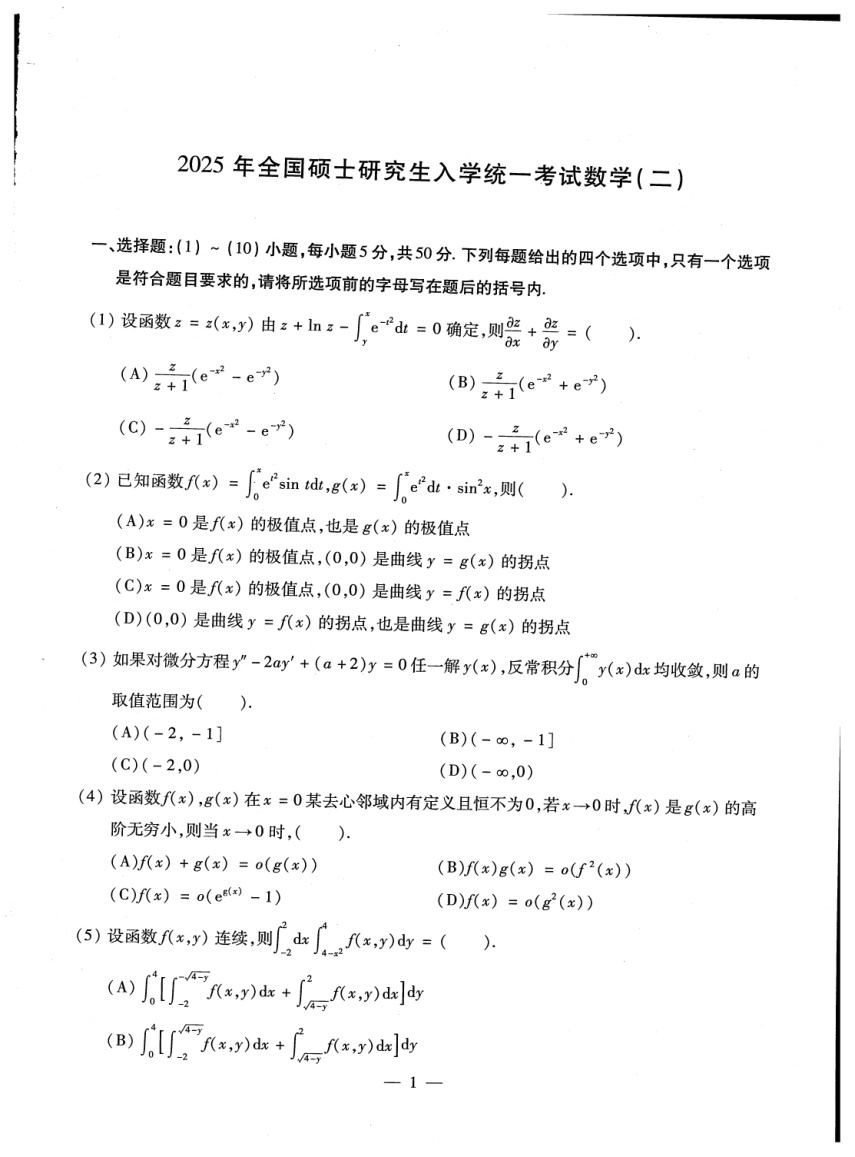 2025 年全国硕士研究生入学统一考试数学(二)
一、选择题:(1) ~ (10) 小题,每小题5分,共50分. 下列每题给出的四个选项中,只有一个选项
是符合题目要求的,请将所选项前的字母写在题后的括号内.
(1) 设函数 z = z(x,y) 由 z + ln z − ∫_y^x e^{−t²}dt = 0 确定,则 ∂z/∂x + ∂z/∂y = (   ).
(A) z/(z + 1) (e^{−x²} − e^{−y²}) (B) z/(z + 1) (e^{−x²} + e^{−y²})
(C) − z/(z + 1) (e^{−x²} − e^{−y²}) (D) − z/(z + 1) (e^{−x²} + e^{−y²})
(2) 已知函数 f(x) = ∫_0^x e^{t²} sin tdt, g(x) = ∫_0^x e^{t²}dt · sin²x, 则(   ).
(A) x = 0 是 f(x) 的极值点,也是 g(x) 的极值点
(B) x = 0 是 f(x) 的极值点,(0,0) 是曲线 y = g(x) 的拐点
(C) x = 0 是 f(x) 的极值点,(0,0) 是曲线 y = f(x) 的拐点
(D) (0,0) 是曲线 y = f(x) 的拐点,也是曲线 y = g(x) 的拐点
(3) 如果对微分方程 y″ − 2ay′ + (a + 2)y = 0 任一解 y(x),反常积分 ∫_0^{+∞} y(x)dx 均收敛,则 a 的
取值范围为(   ).
(A) (− 2, − 1] (B) (− ∞, − 1]
(C) (− 2,0) (D) (− ∞,0)
(4) 设函数 f(x),g(x) 在 x = 0 某去心邻域内有定义且恒不为0,若 x→0 时,f(x) 是 g(x) 的高
阶无穷小,则当 x→0 时,(   ).
(A) f(x) + g(x) = o(g(x)) (B) f(x)g(x) = o(f²(x))
(C) f(x) = o(e^{g(x)} − 1) (D) f(x) = o(g²(x))
(5) 设函数 f(x,y) 连续,则 ∫_{−2}^2 dx ∫_{4−x²}^4 f(x,y)dy = (   ).
(A) ∫_0^4 [∫_{−2}^{−√(4−y)} f(x,y)dx + ∫_{√(4−y)}^2 f(x,y)dx]dy
(B) ∫_0^4 [∫_{−2}^{√(4−y)} f(x,y)dx + ∫_{√(4−y)}^2 f(x,y)dx]dy
— 1 —